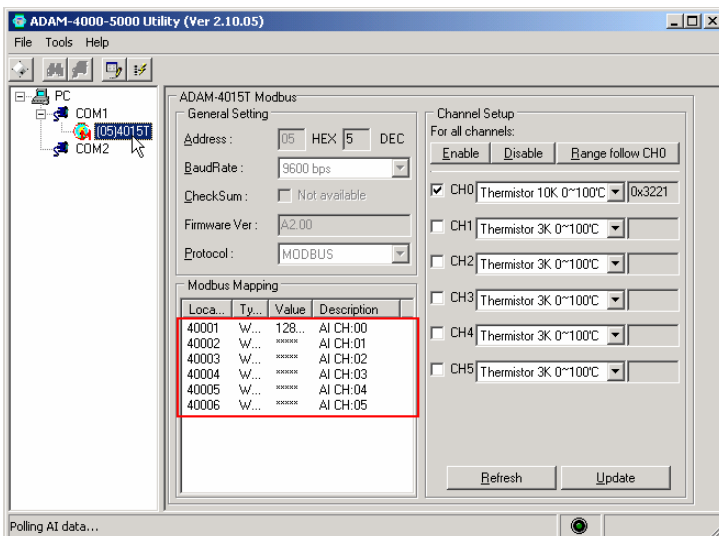 ADAM-4000-5000 Utility (Ver 2.10.05)
File Tools Help
PC
COM1
(05)4015T
COM2
ADAM-4015T Modbus
General Setting
Address : 05 HEX 5 DEC
BaudRate : 9600 bps
CheckSum : Not available
Firmware Ver : A2.00
Protocol : MODBUS
Modbus Mapping
Loca... Ty... Value Description
40001 W... 128... AI CH:00
40002 W... ***** AI CH:01
40003 W... ***** AI CH:02
40004 W... ***** AI CH:03
40005 W... ***** AI CH:04
40006 W... ***** AI CH:05
Channel Setup
For all channels:
Enable Disable Range follow CH0
CH0 Thermistor 10K 0~100'C 0x3221
CH1 Thermistor 3K 0~100'C
CH2 Thermistor 3K 0~100'C
CH3 Thermistor 3K 0~100'C
CH4 Thermistor 3K 0~100'C
CH5 Thermistor 3K 0~100'C
Refresh Update
Polling AI data...